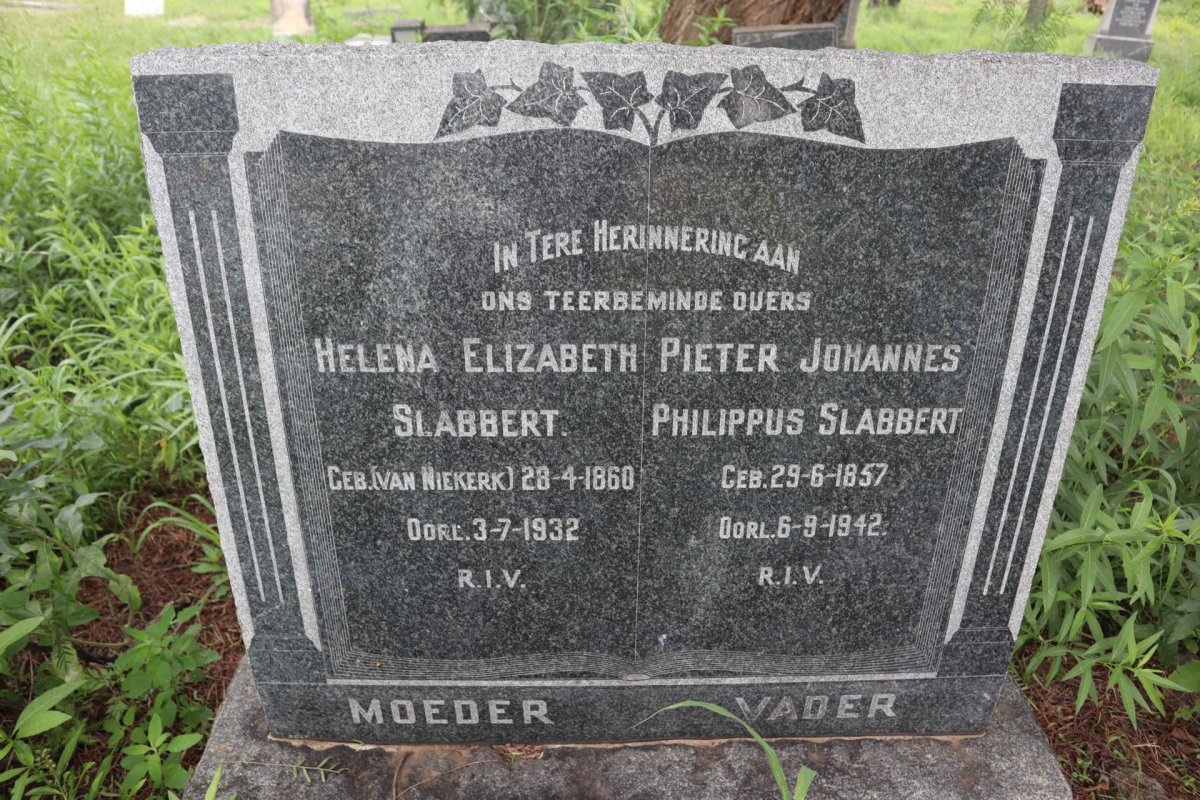 IN TERE HERINNERING AAN
ONS TEERBEMINDE OUERS
HELENA ELIZABETH
SLABBERT.
GEB.(VAN NIEKERK) 28-4-1860
OORL. 3-7-1932
R.I.V.
PIETER JOHANNES
PHILIPPUS SLABBERT
GEB. 29-6-1857
OORL. 6-9-1942.
R.I.V.
MOEDER
VADER